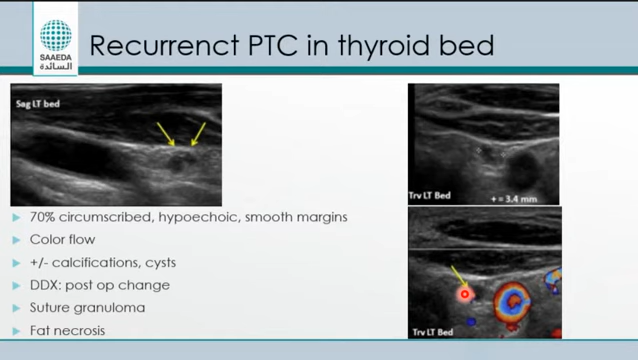 SAAEDA
السائدة
Recurrenct PTC in thyroid bed
Sag LT bed
Trv LT Bed
+ = 3.4 mm
70% circumscribed, hypoechoic, smooth margins
Color flow
+/- calcifications, cysts
DDX: post op change
Suture granuloma
Fat necrosis
Trv LT Bed